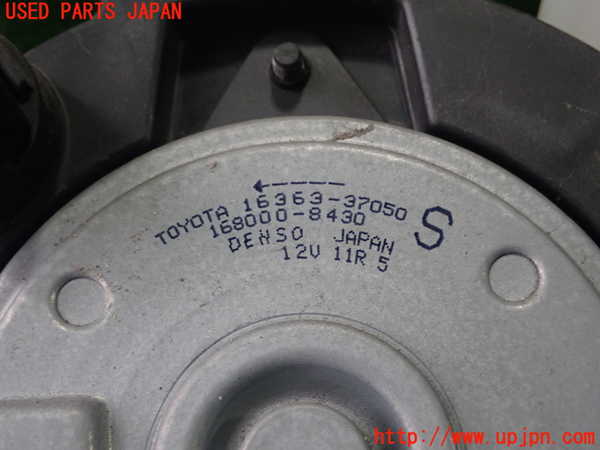 USED PARTS JAPAN
TOYOTA 16363-37050
168000-8430
DENSO JAPAN
12V 11R 5
S
http://www.upjpn.com/